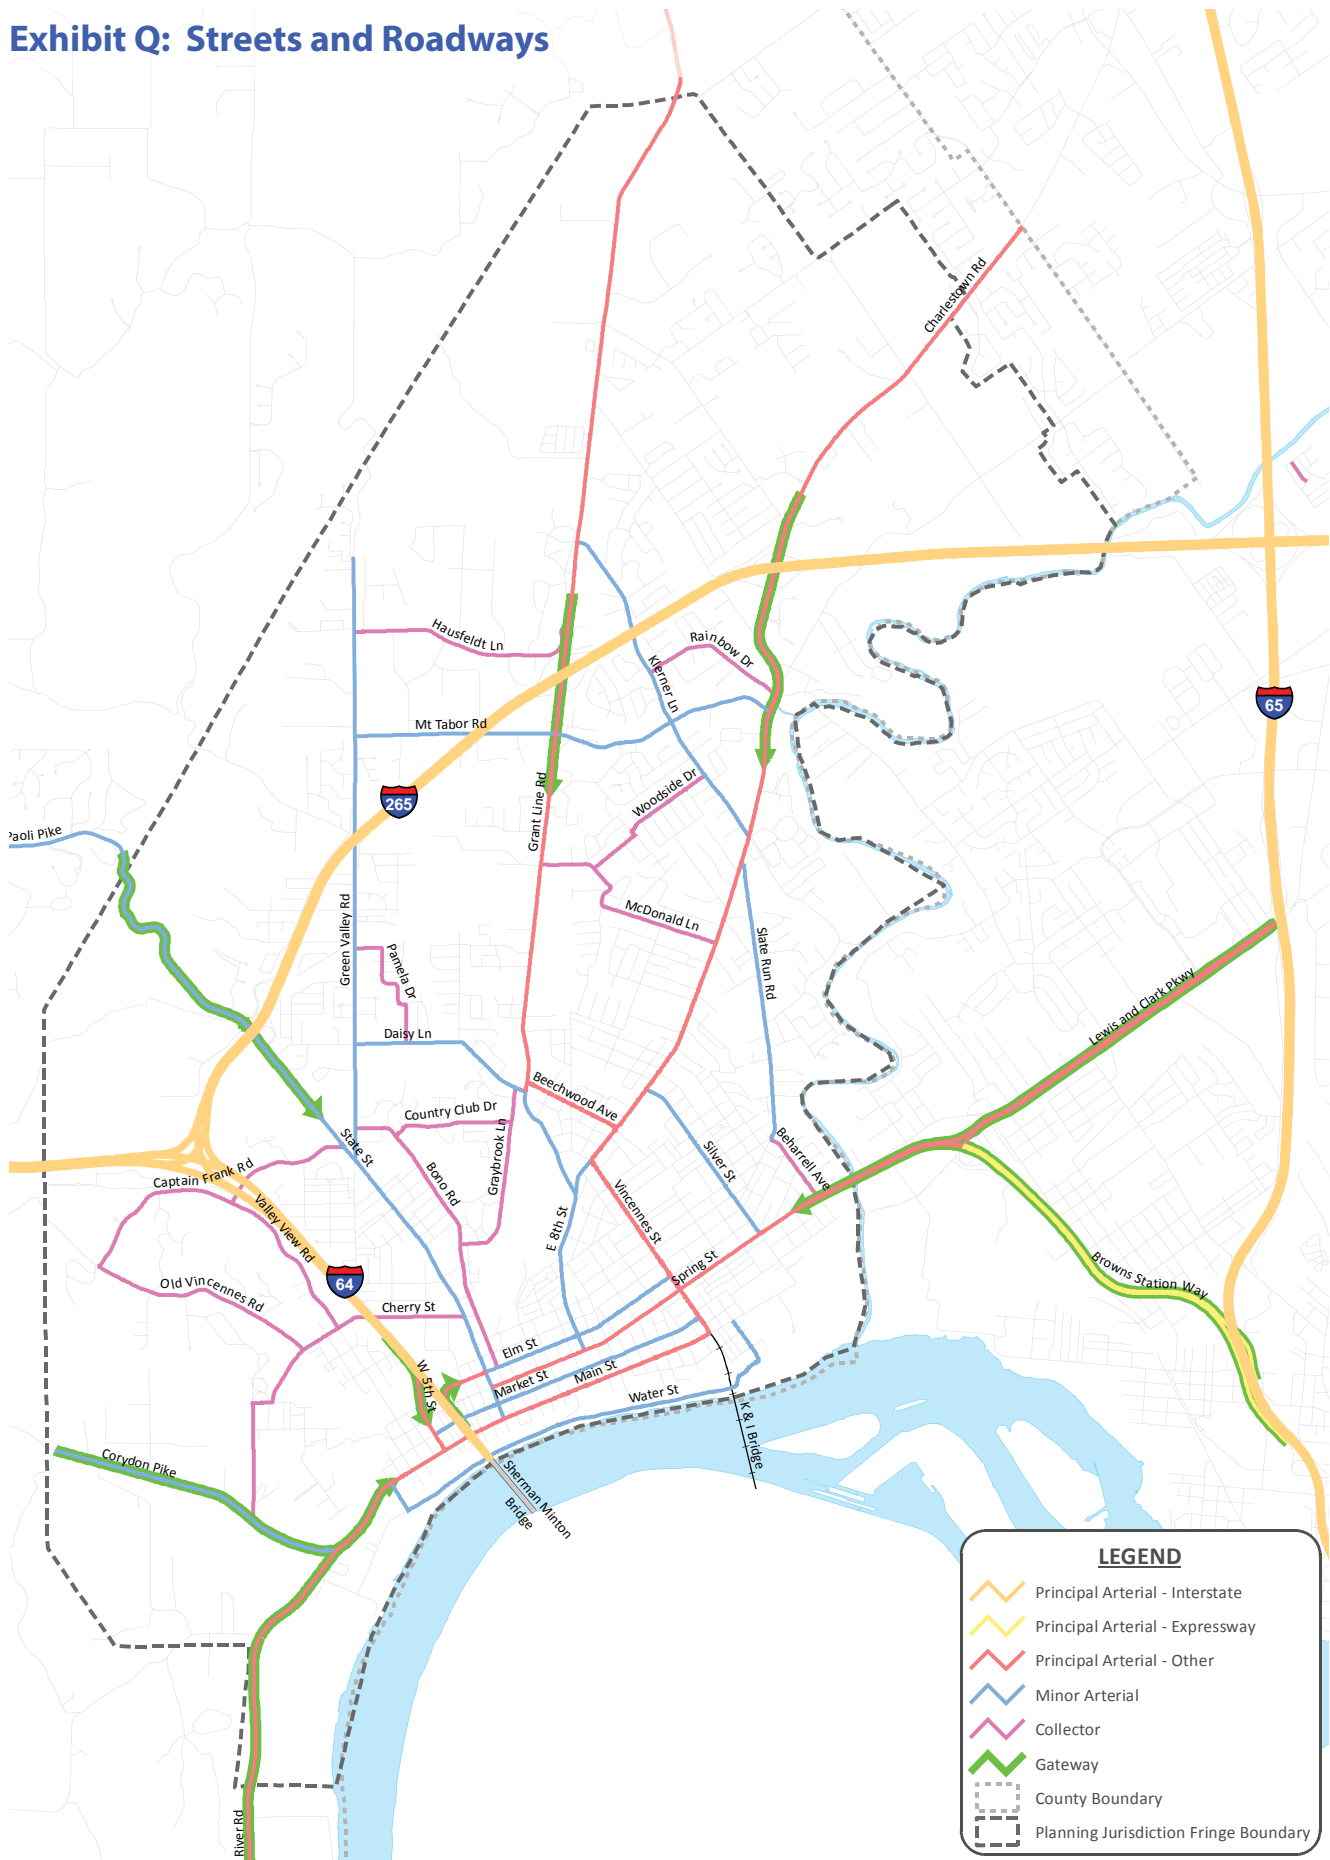 Exhibit Q: Streets and Roadways
Charlestown Rd
Hausfeldt Ln
Rainbow Dr
Klerner Ln
65
Mt Tabor Rd
Woodside Dr
265
Grant Line Rd
Paoli Pike
McDonald Ln
Green Valley Rd
Slate Run Rd
Pamela Dr
Lewis and Clark Pkwy
Daisy Ln
Beechwood Ave
Country Club Dr
State St
Graybrook Ln
Silver St
Beharrell Ave
Captain Frank Rd
Bono Rd
Valley View Rd
Vincennes St
E 8th St
Spring St
64
Browns Station Way
Old Vincennes Rd
Cherry St
Elm St
W 5th St
Market St
Main St
Water St
K & I Bridge
Corydon Pike
Sherman Minton
Bridge
River Rd
LEGEND
Principal Arterial - Interstate
Principal Arterial - Expressway
Principal Arterial - Other
Minor Arterial
Collector
Gateway
County Boundary
Planning Jurisdiction Fringe Boundary